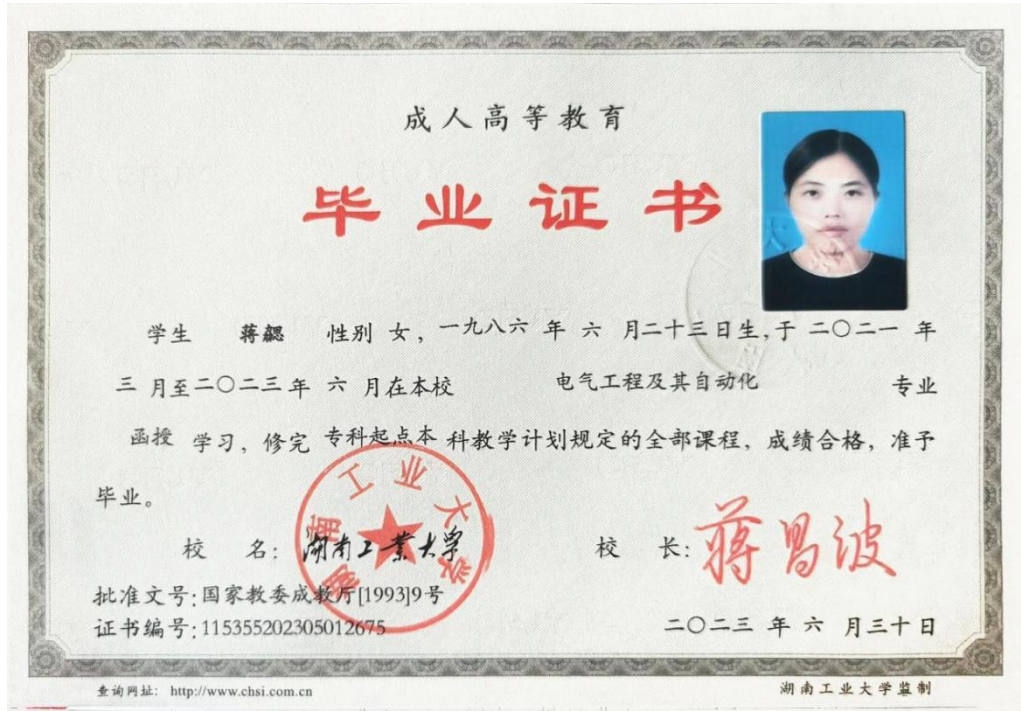 成人高等教育
毕业证书
学生 蒋勰 性别 女，一九八六 年 六 月二十三日生，于 二〇二一 年
三 月至二〇二三年 六 月在本校 电气工程及其自动化 专业
函授 学习，修完 专科起点本 科教学计划规定的全部课程，成绩合格，准予
毕业。
校 名：湖南工业大学
湖南工業大学
校 长：蒋昌波
批准文号：国家教委成教厅[1993]9号
证书编号：115355202305012675
二〇二三 年 六 月三十日
查询网址：http://www.chsi.com.cn
湖南工业大学监制